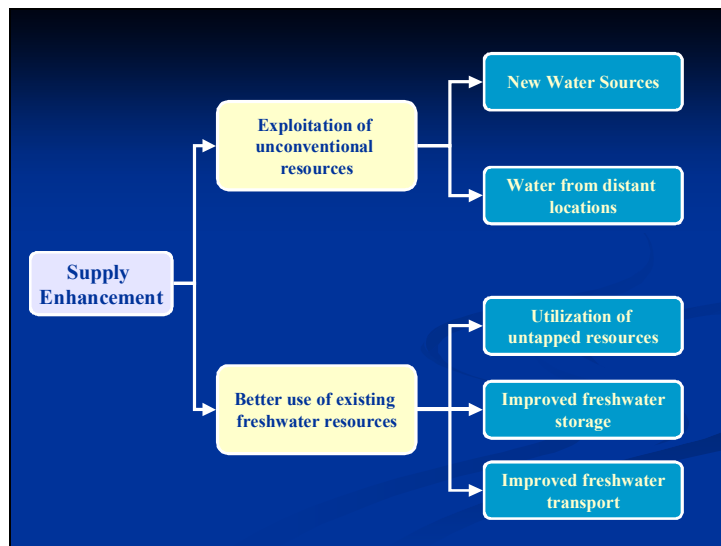 Supply
Enhancement
Exploitation of
unconventional
resources
New Water Sources
Water from distant
locations
Better use of existing
freshwater resources
Utilization of
untapped resources
Improved freshwater
storage
Improved freshwater
transport